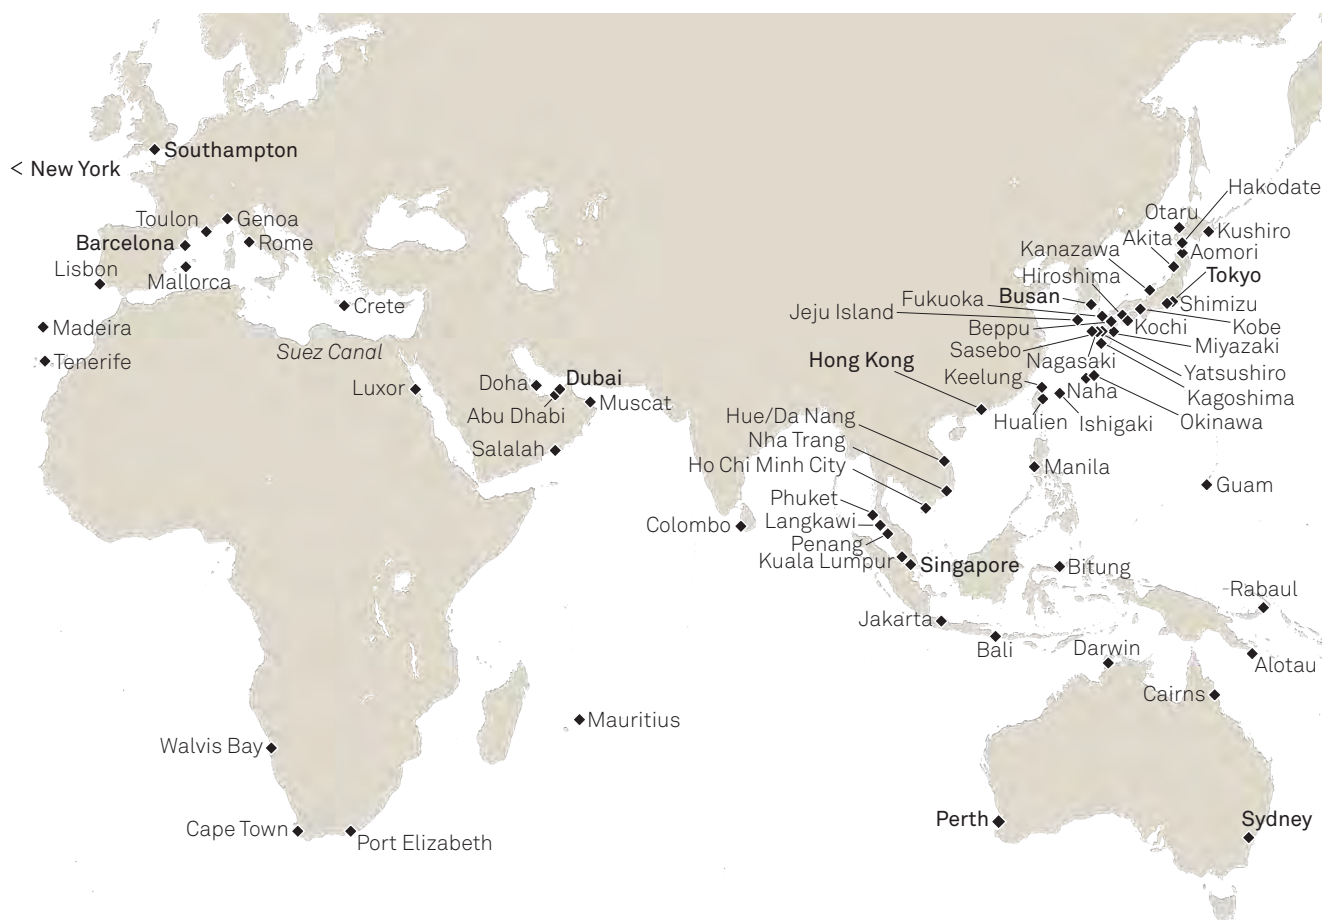 Southampton
< New York
Hakodate
Otaru
Toulon
Genoa
Kushiro
Akita
Barcelona
Rome
Kanazawa
Aomori
Lisbon
Hiroshima
Tokyo
Mallorca
Fukuoka
Busan
Crete
Shimizu
Jeju Island
Madeira
Beppu
Kochi
Kobe
Suez Canal
Sasebo
Miyazaki
Tenerife
Hong Kong
Nagasaki
Luxor
Doha
Dubai
Keelung
Yatsushiro
Naha
Kagoshima
Abu Dhabi
Muscat
Hue/Da Nang
Hualien
Ishigaki
Okinawa
Salalah
Nha Trang
Ho Chi Minh City
Manila
Guam
Phuket
Colombo
Langkawi
Penang
Kuala Lumpur
Singapore
Bitung
Rabaul
Jakarta
Bali
Darwin
Alotau
Cairns
Mauritius
Walvis Bay
Cape Town
Port Elizabeth
Perth
Sydney